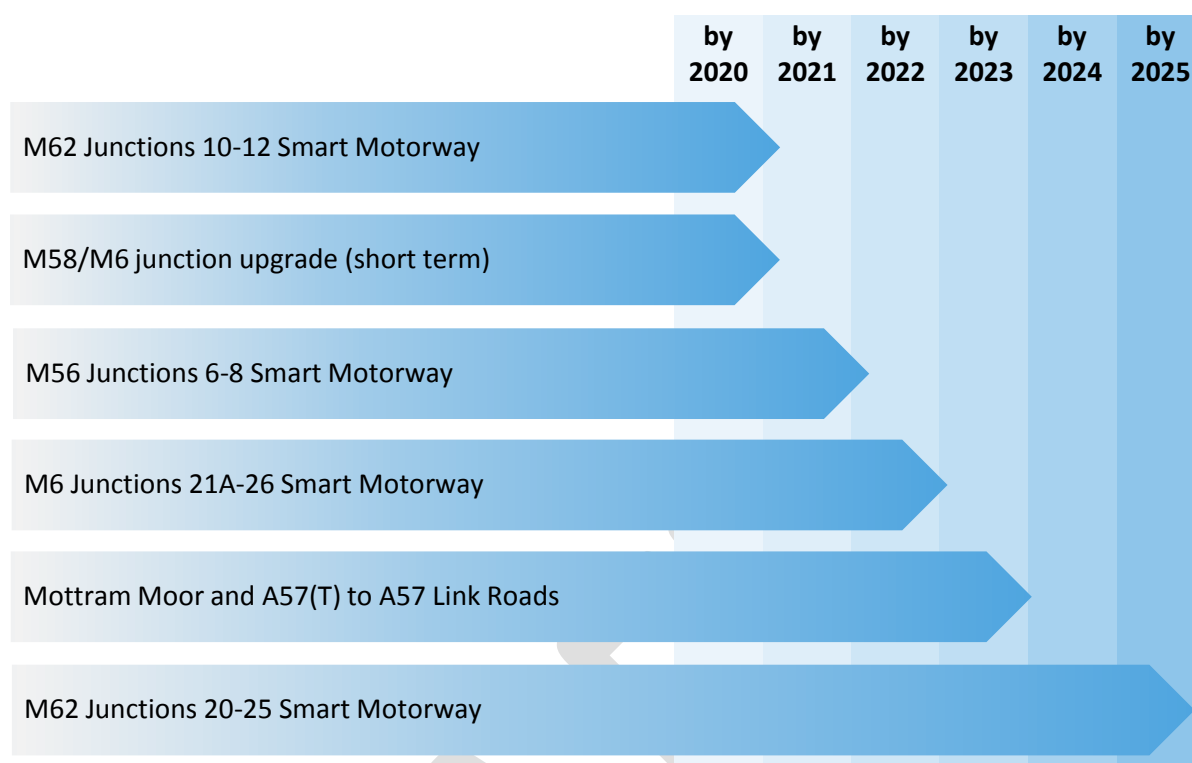 by by by by by by
2020 2021 2022 2023 2024 2025
M62 Junctions 10-12 Smart Motorway
M58/M6 junction upgrade (short term)
M56 Junctions 6-8 Smart Motorway
M6 Junctions 21A-26 Smart Motorway
Mottram Moor and A57(T) to A57 Link Roads
M62 Junctions 20-25 Smart Motorway